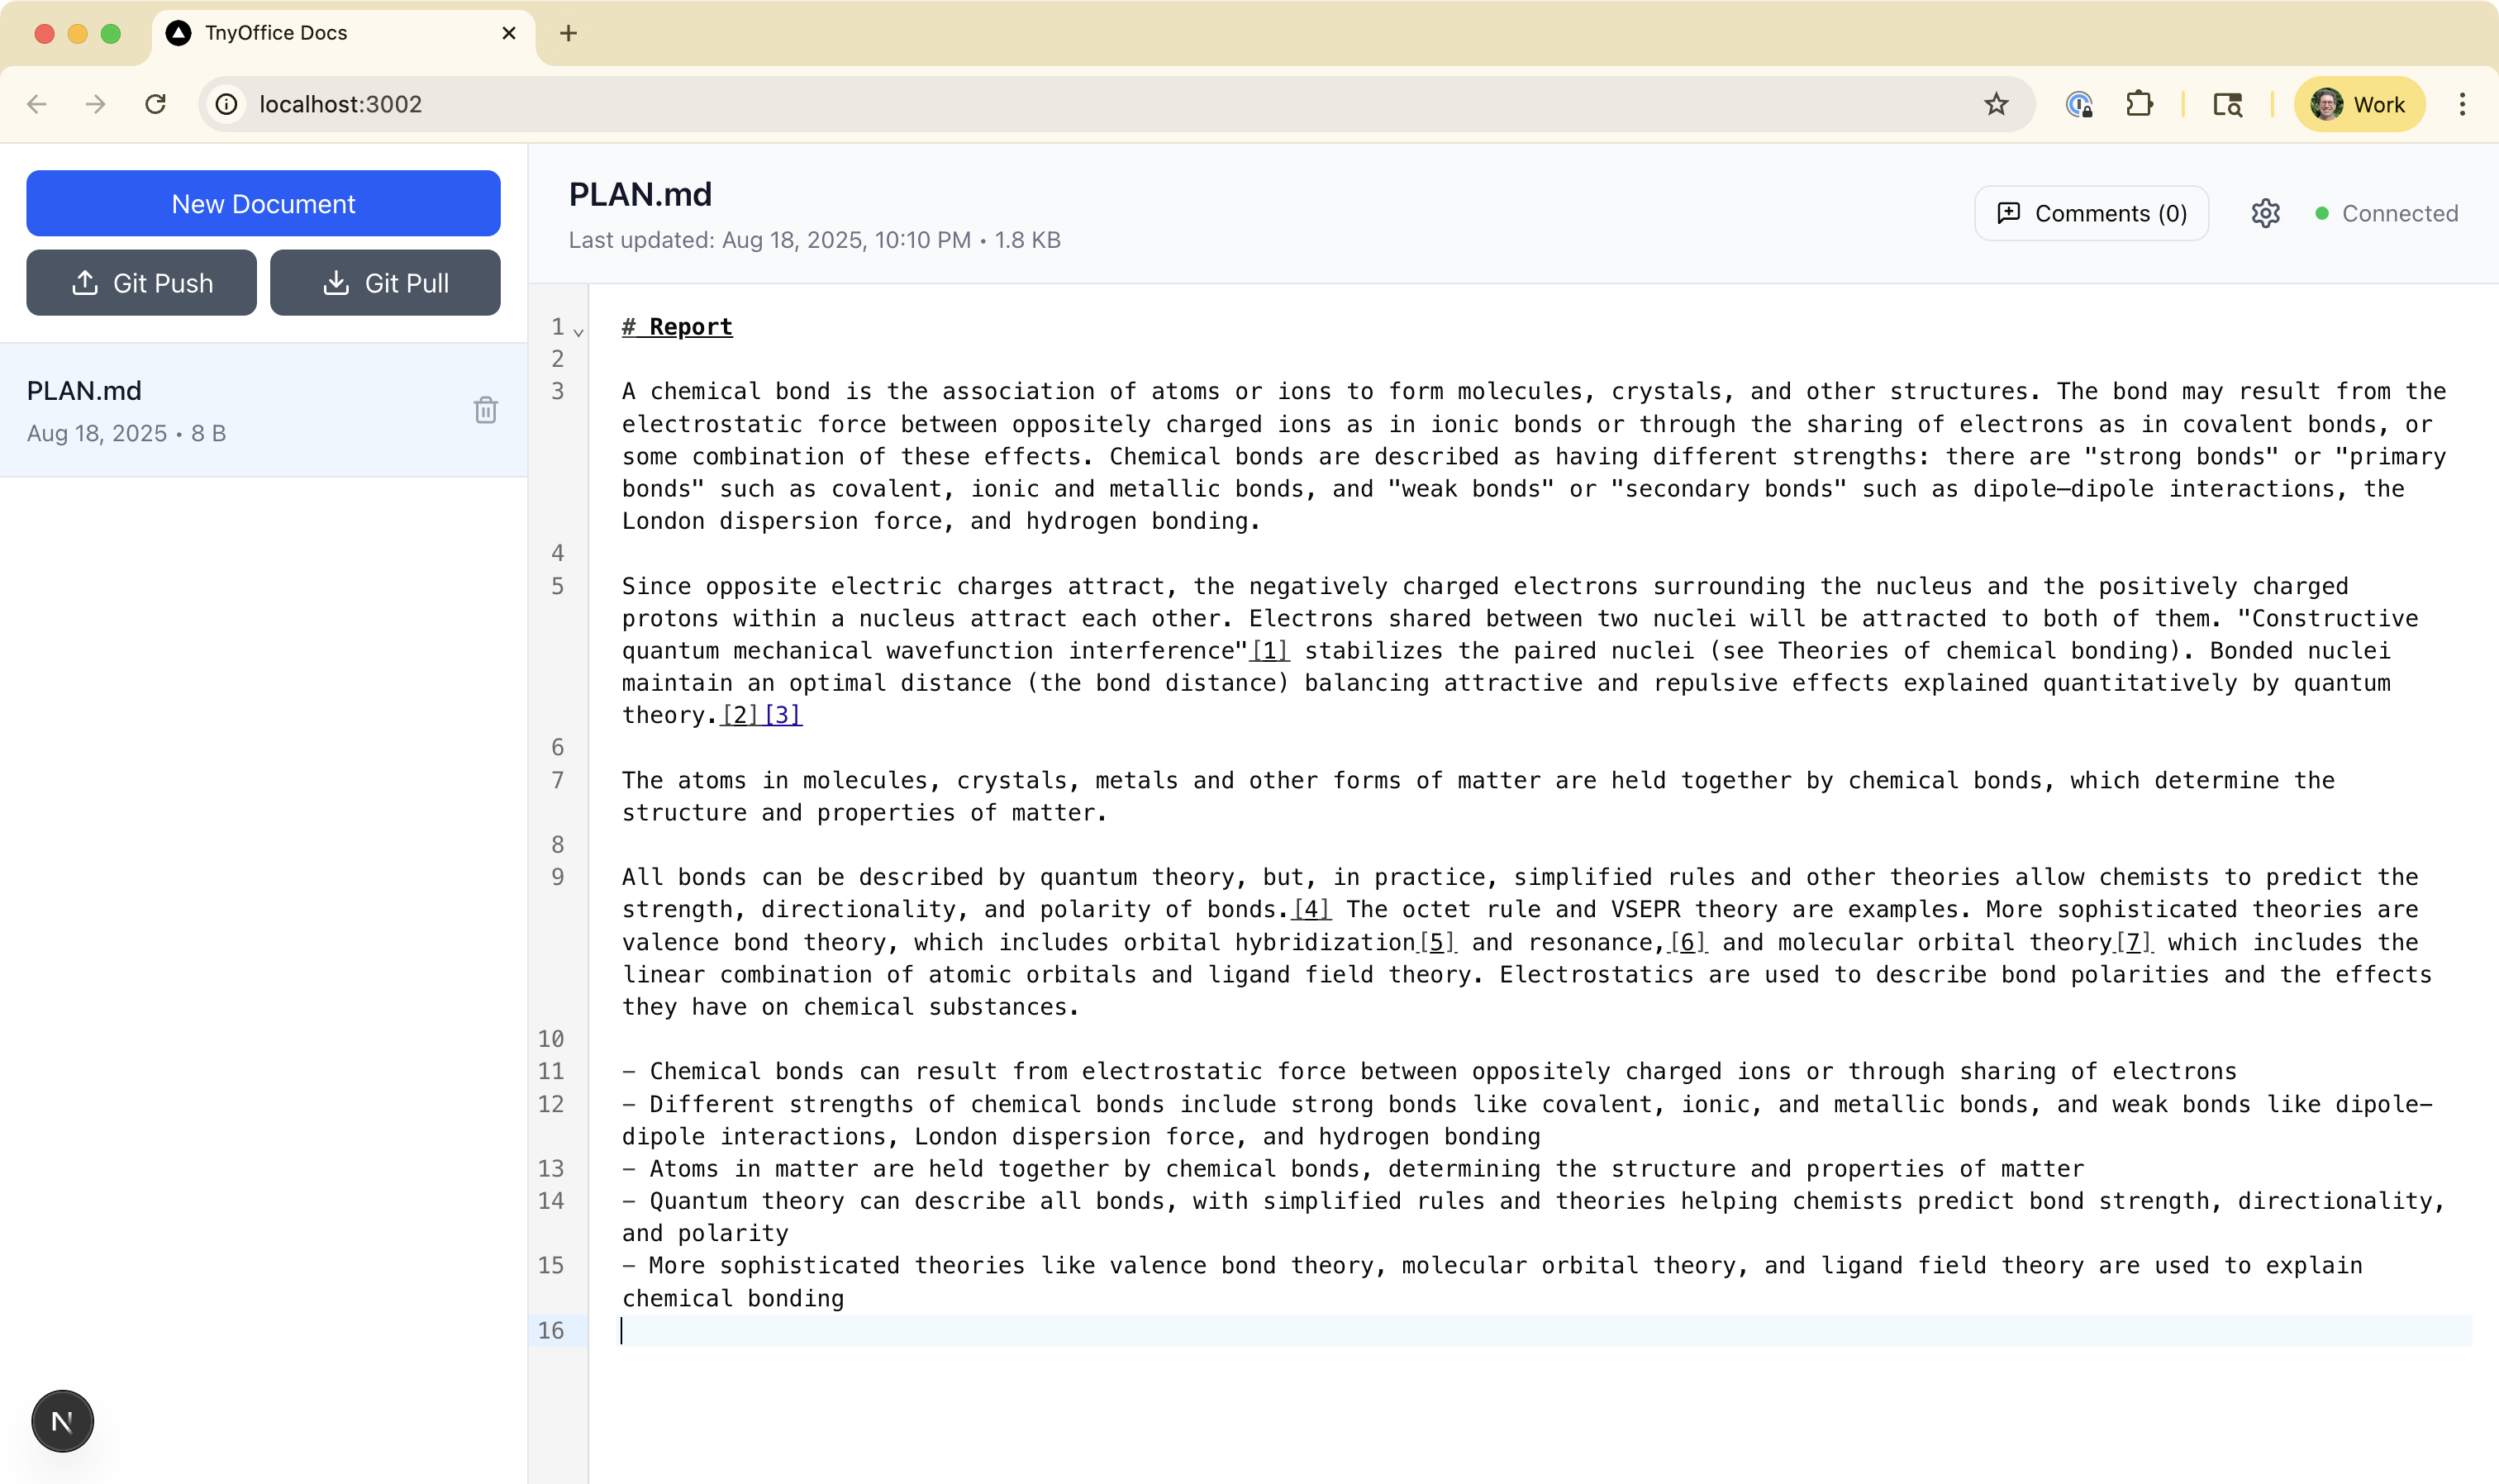 TnyOffice Docs
localhost:3002
Work
New Document
Git Push
Git Pull
PLAN.md
Aug 18, 2025 • 8 B
PLAN.md
Last updated: Aug 18, 2025, 10:10 PM • 1.8 KB
Comments (0)
Connected
1 # Report
2
3 A chemical bond is the association of atoms or ions to form molecules, crystals, and other structures. The bond may result from the
electrostatic force between oppositely charged ions as in ionic bonds or through the sharing of electrons as in covalent bonds, or
some combination of these effects. Chemical bonds are described as having different strengths: there are "strong bonds" or "primary
bonds" such as covalent, ionic and metallic bonds, and "weak bonds" or "secondary bonds" such as dipole–dipole interactions, the
London dispersion force, and hydrogen bonding.
4
5 Since opposite electric charges attract, the negatively charged electrons surrounding the nucleus and the positively charged
protons within a nucleus attract each other. Electrons shared between two nuclei will be attracted to both of them. "Constructive
quantum mechanical wavefunction interference"[1] stabilizes the paired nuclei (see Theories of chemical bonding). Bonded nuclei
maintain an optimal distance (the bond distance) balancing attractive and repulsive effects explained quantitatively by quantum
theory.[2][3]
6
7 The atoms in molecules, crystals, metals and other forms of matter are held together by chemical bonds, which determine the
structure and properties of matter.
8
9 All bonds can be described by quantum theory, but, in practice, simplified rules and other theories allow chemists to predict the
strength, directionality, and polarity of bonds.[4] The octet rule and VSEPR theory are examples. More sophisticated theories are
valence bond theory, which includes orbital hybridization[5] and resonance,[6] and molecular orbital theory[7] which includes the
linear combination of atomic orbitals and ligand field theory. Electrostatics are used to describe bond polarities and the effects
they have on chemical substances.
10
11 - Chemical bonds can result from electrostatic force between oppositely charged ions or through sharing of electrons
12 - Different strengths of chemical bonds include strong bonds like covalent, ionic, and metallic bonds, and weak bonds like dipole-
dipole interactions, London dispersion force, and hydrogen bonding
13 - Atoms in matter are held together by chemical bonds, determining the structure and properties of matter
14 - Quantum theory can describe all bonds, with simplified rules and theories helping chemists predict bond strength, directionality,
and polarity
15 - More sophisticated theories like valence bond theory, molecular orbital theory, and ligand field theory are used to explain
chemical bonding
16
N